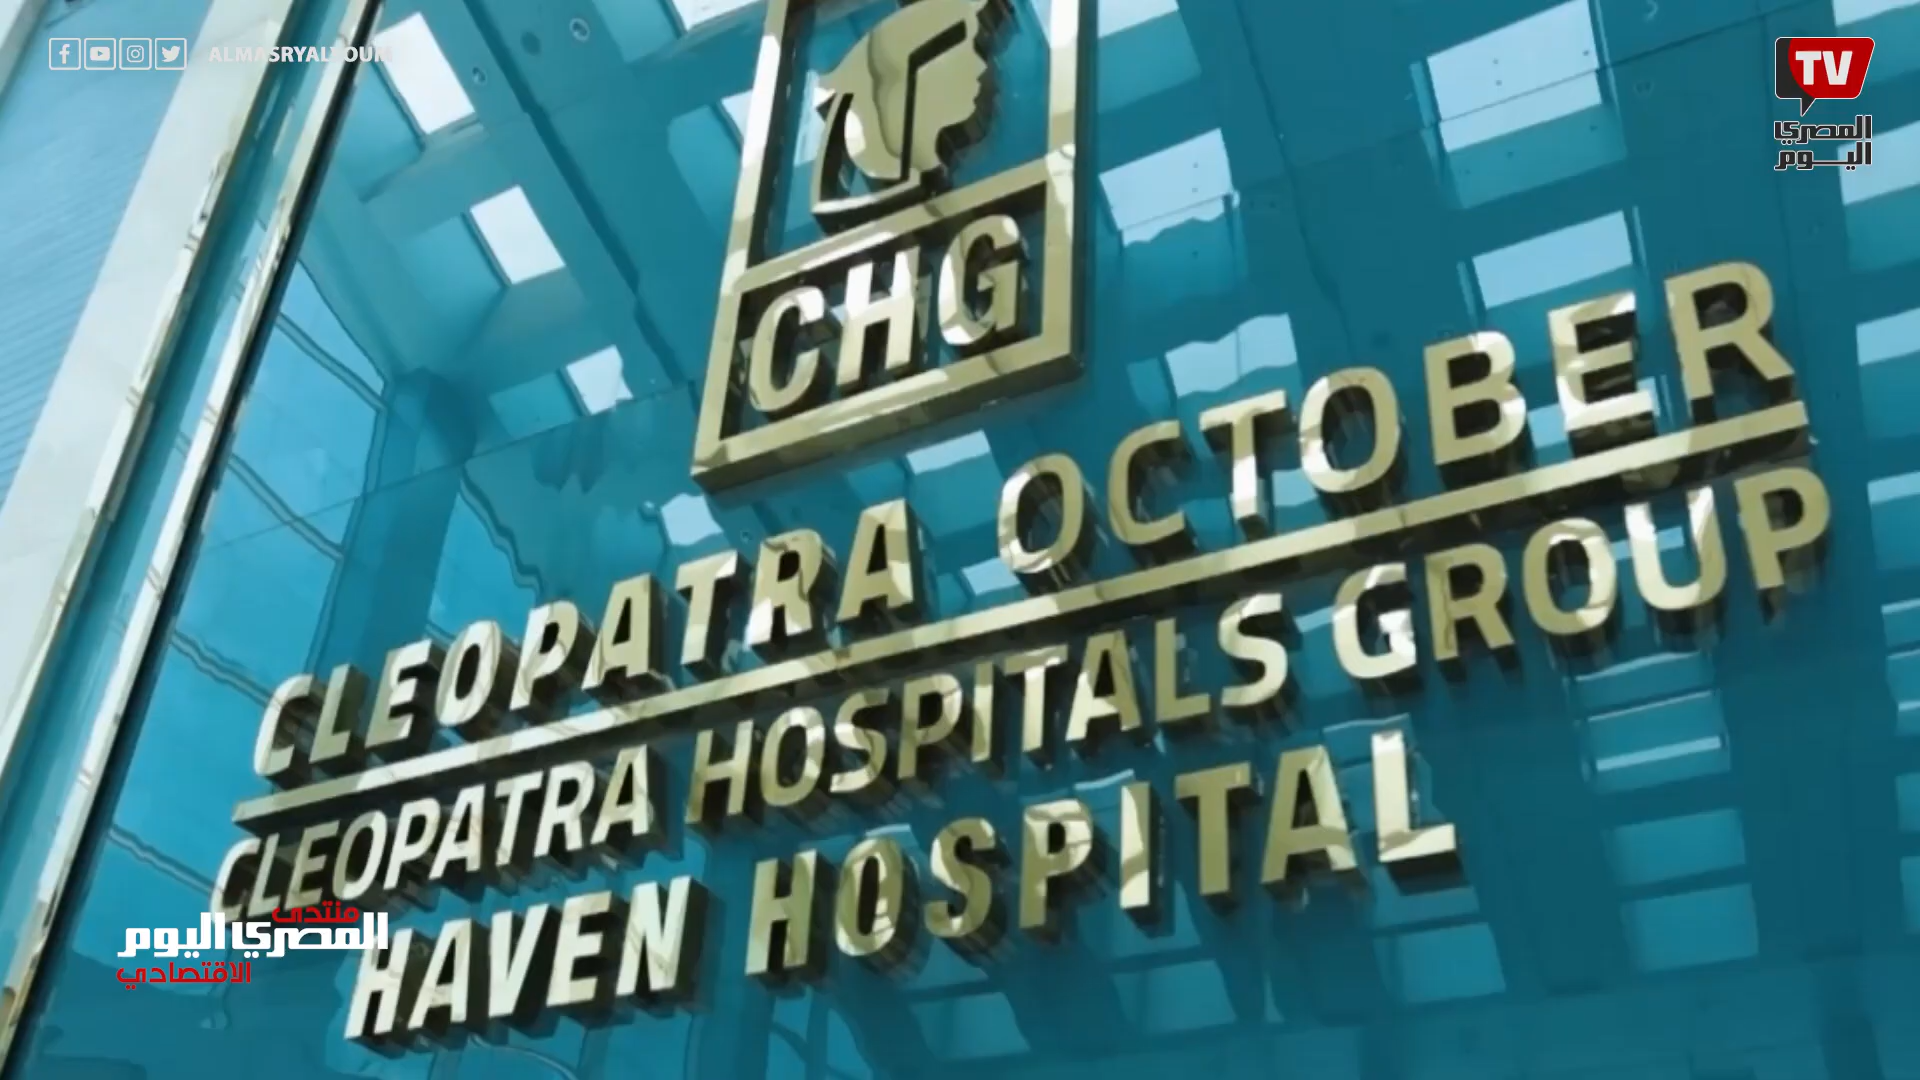 ALMASRYALYOUM
TV
المصري
اليوم
CHG
CLEOPATRA OCTOBER
CLEOPATRA HOSPITALS GROUP
HAVEN HOSPITAL
منتدى
المصري اليوم
الاقتصادي